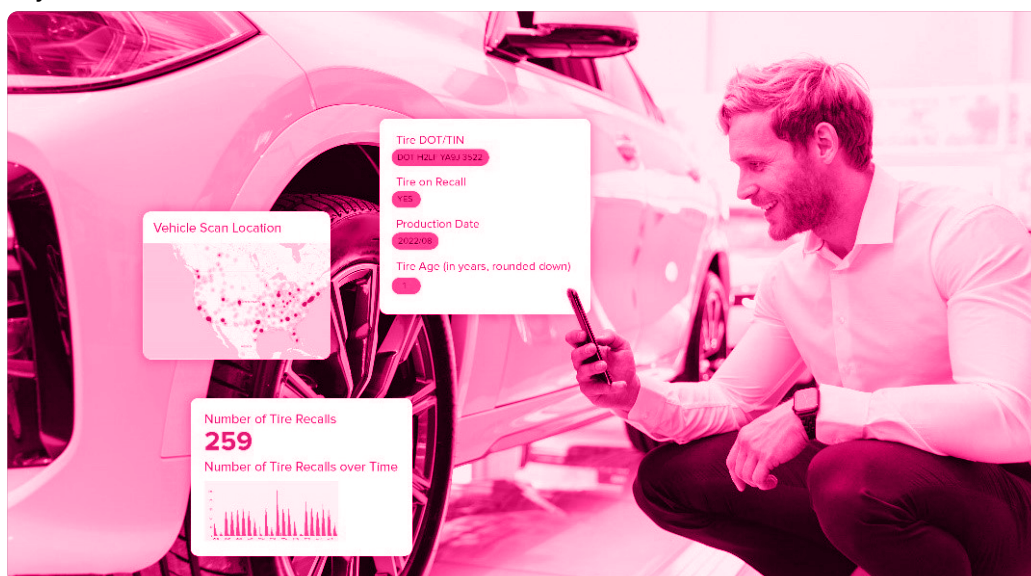 Tire DOT/TIN
DOT H2LF YA9J 3522
Tire on Recall
YES
Production Date
2022/08
Tire Age (in years, rounded down)
1
Vehicle Scan Location
Number of Tire Recalls
259
Number of Tire Recalls over Time